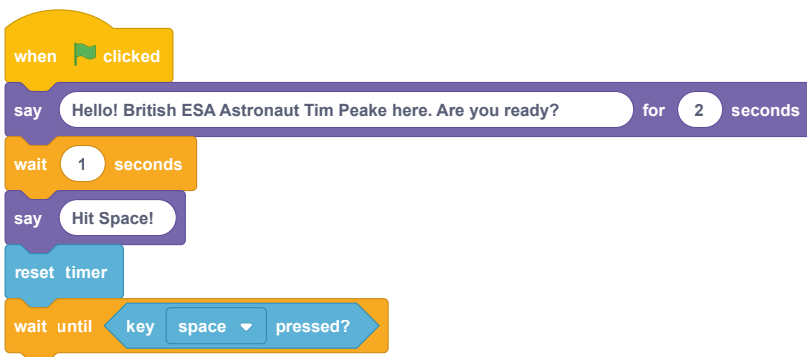 when clicked
say Hello! British ESA Astronaut Tim Peake here. Are you ready? for 2 seconds
wait 1 seconds
say Hit Space!
reset timer
wait until key space pressed?